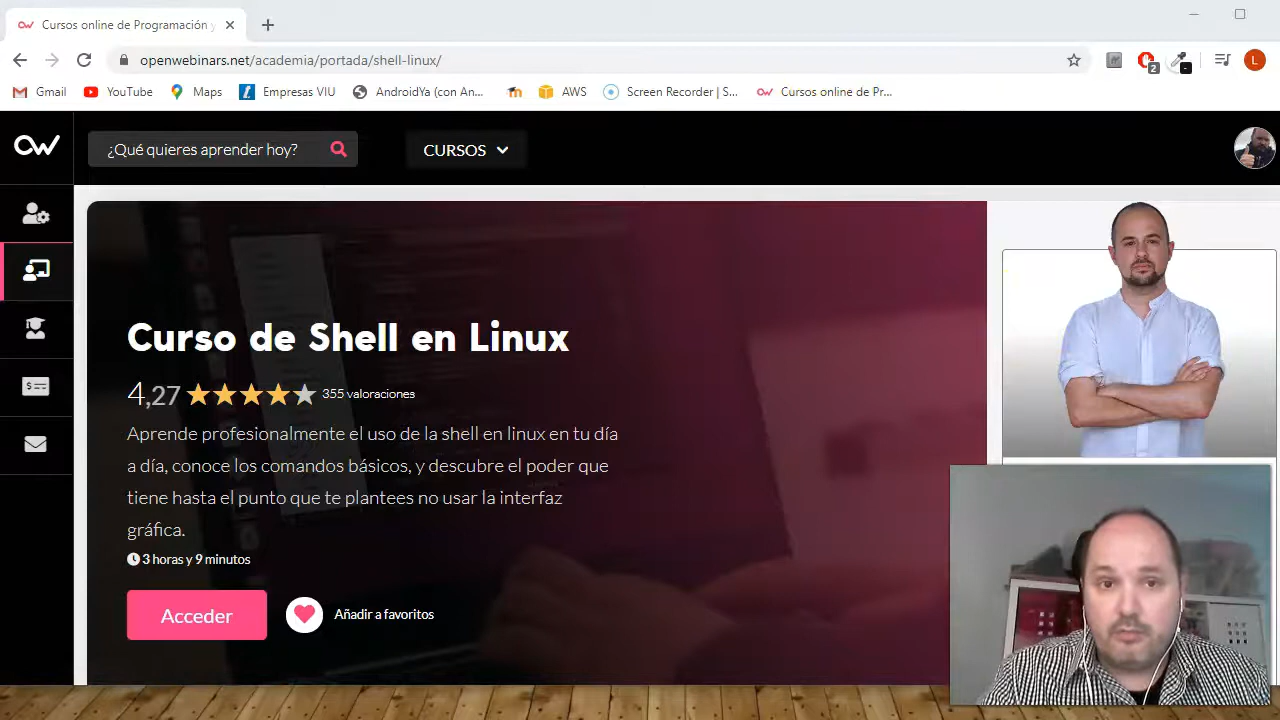 Cursos online de Programación y
openwebinars.net/academia/portada/shell-linux/
2
L
Gmail
YouTube
Maps
Empresas VIU
AndroidYa (con An...
AWS
Screen Recorder | S...
Cursos online de Pr...
OW
¿Qué quieres aprender hoy?
CURSOS
Curso de Shell en Linux
4,27
355 valoraciones
Aprende profesionalmente el uso de la shell en linux en tu día
a día, conoce los comandos básicos, y descubre el poder que
tiene hasta el punto que te plantees no usar la interfaz
gráfica.
3 horas y 9 minutos
Acceder
Añadir a favoritos